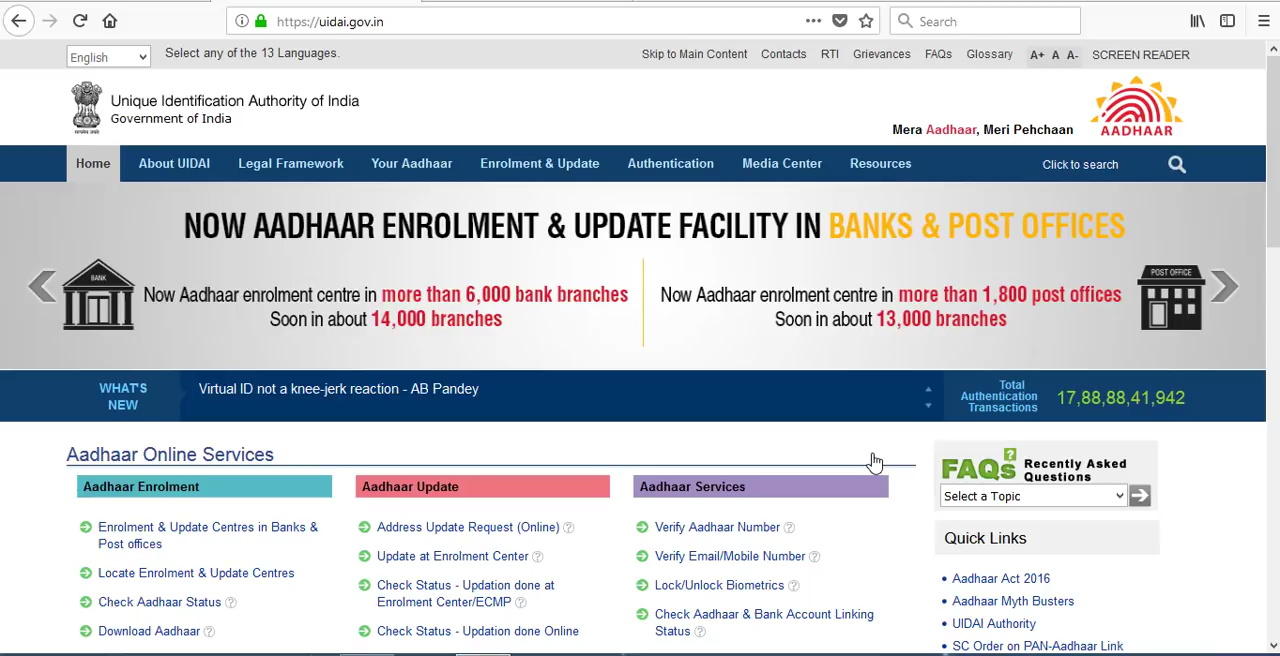 https://uidai.gov.in
Search
English
Select any of the 13 Languages.
Skip to Main Content
Contacts
RTI
Grievances
FAQs
Glossary
A+ A A-
SCREEN READER
Unique Identification Authority of India
Government of India
Mera Aadhaar, Meri Pehchaan
AADHAAR
Home
About UIDAI
Legal Framework
Your Aadhaar
Enrolment & Update
Authentication
Media Center
Resources
Click to search
NOW AADHAAR ENROLMENT & UPDATE FACILITY IN BANKS & POST OFFICES
BANK
Now Aadhaar enrolment centre in more than 6,000 bank branches
Soon in about 14,000 branches
Now Aadhaar enrolment centre in more than 1,800 post offices
Soon in about 13,000 branches
POST OFFICE
WHAT'S
NEW
Virtual ID not a knee-jerk reaction - AB Pandey
Total
Authentication
Transactions
17,88,88,41,942
Aadhaar Online Services
Aadhaar Enrolment
Enrolment & Update Centres in Banks &
Post offices
Locate Enrolment & Update Centres
Check Aadhaar Status ?
Download Aadhaar ?
Aadhaar Update
Address Update Request (Online) ?
Update at Enrolment Center ?
Check Status - Updation done at
Enrolment Center/ECMP ?
Check Status - Updation done Online
Aadhaar Services
Verify Aadhaar Number ?
Verify Email/Mobile Number ?
Lock/Unlock Biometrics ?
Check Aadhaar & Bank Account Linking
Status ?
FAQs ? Recently Asked
Questions
Select a Topic
Quick Links
Aadhaar Act 2016
Aadhaar Myth Busters
UIDAI Authority
SC Order on PAN-Aadhaar Link